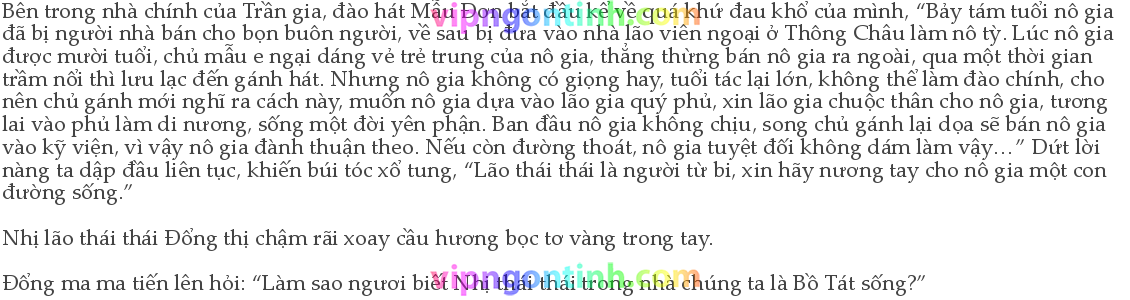 Bên trong nhà chính của Trần gia, đào hát Mẫu Đơn bắt đầu kể về quá khứ đau khổ của mình, “Bảy tám tuổi nô gia
vipngontinh.com
đã bị người nhà bán cho bọn buôn người, về sau bị đưa vào nhà lão viên ngoại ở Thông Châu làm nô tỳ. Lúc nô gia
được mười tuổi, chủ mẫu e ngại dáng vẻ trẻ trung của nô gia, thẳng thừng bán nô gia ra ngoài, qua một thời gian
trầm nổi thì lưu lạc đến gánh hát. Nhưng nô gia không có giọng hay, tuổi tác lại lớn, không thể làm đào chính, cho
nên chủ gánh mới nghĩ ra cách này, muốn nô gia dựa vào lão gia quý phủ, xin lão gia chuộc thân cho nô gia, tương
lai vào phủ làm di nương, sống một đời yên phận. Ban đầu nô gia không chịu, song chủ gánh lại dọa sẽ bán nô gia
vào kỹ viện, vì vậy nô gia đành thuận theo. Nếu còn đường thoát, nô gia tuyệt đối không dám làm vậy…” Dứt lời
nàng ta dập đầu liên tục, khiến búi tóc xổ tung, “Lão thái thái là người từ bi, xin hãy nương tay cho nô gia một con
đường sống.”
Nhị lão thái thái Đổng thị chậm rãi xoay cầu hương bọc tơ vàng trong tay.
Đổng ma ma tiến lên hỏi: “Làm sao ngươi biết Nhị thái thái trong nhà chúng ta là Bồ Tát sống?”
vipngontinh.com